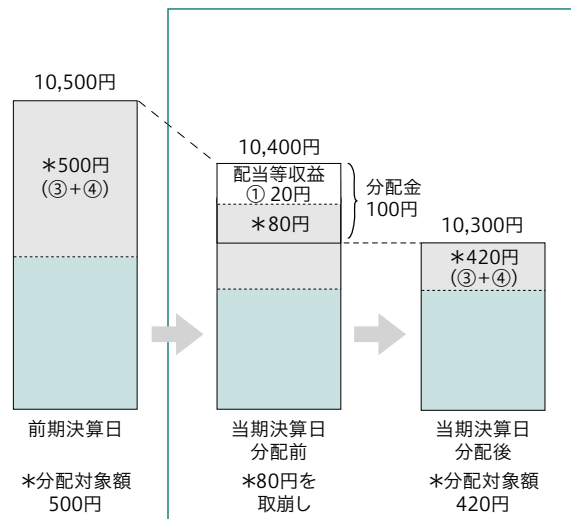 10,500円
＊500円
(③+④)
前期決算日
＊分配対象額
500円
10,400円
配当等収益
① 20円
＊80円
分配金
100円
当期決算日
分配前
＊80円を
取崩し
10,300円
＊420円
(③+④)
当期決算日
分配後
＊分配対象額
420円